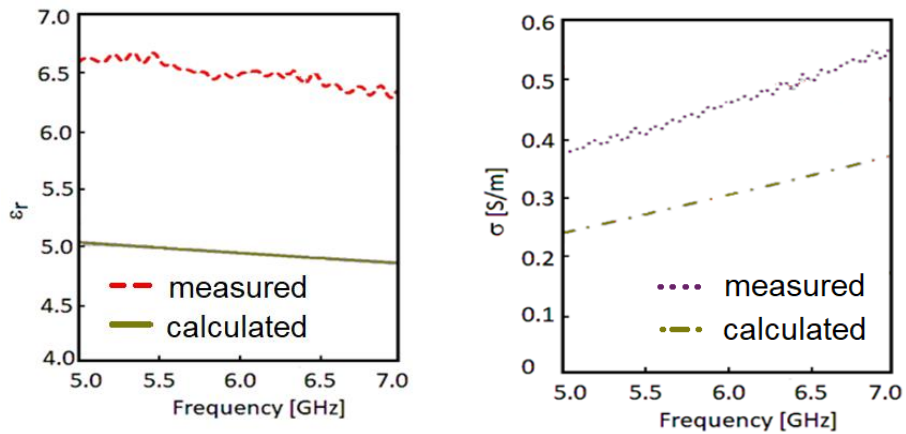 7.0
6.5
6.0
5.5
5.0
4.5
4.0
εr
measured
calculated
5.0 5.5 6.0 6.5 7.0
Frequency [GHz]
0.6
0.5
0.4
0.3
0.2
0.1
0
σ [S/m]
measured
calculated
5.0 5.5 6.0 6.5 7.0
Frequency [GHz]